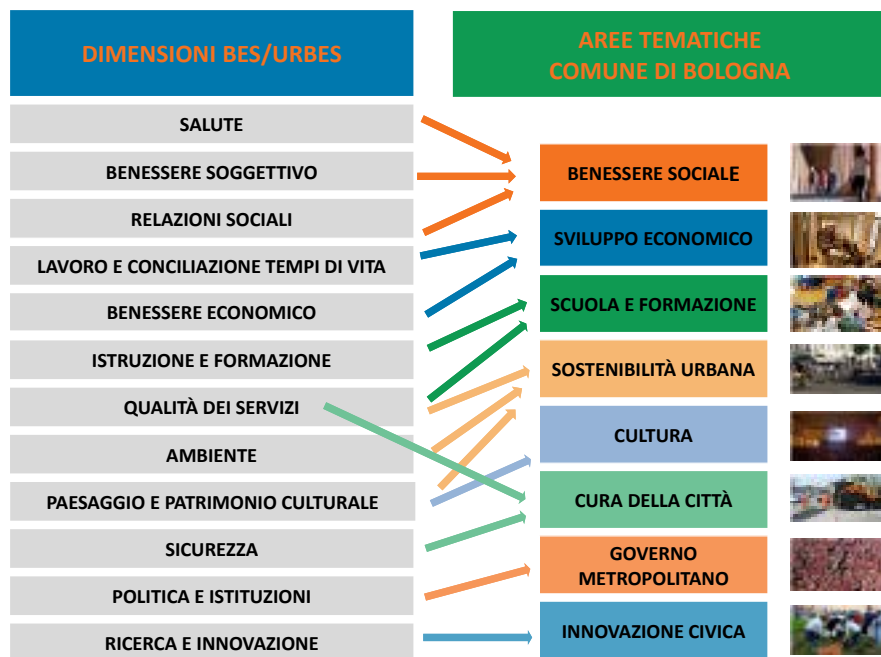 DIMENSIONI BES/URBES
SALUTE
BENESSERE SOGGETTIVO
RELAZIONI SOCIALI
LAVORO E CONCILIAZIONE TEMPI DI VITA
BENESSERE ECONOMICO
ISTRUZIONE E FORMAZIONE
QUALITÀ DEI SERVIZI
AMBIENTE
PAESAGGIO E PATRIMONIO CULTURALE
SICUREZZA
POLITICA E ISTITUZIONI
RICERCA E INNOVAZIONE
AREE TEMATICHE
COMUNE DI BOLOGNA
BENESSERE SOCIALE
SVILUPPO ECONOMICO
SCUOLA E FORMAZIONE
SOSTENIBILITÀ URBANA
CULTURA
CURA DELLA CITTÀ
GOVERNO
METROPOLITANO
INNOVAZIONE CIVICA